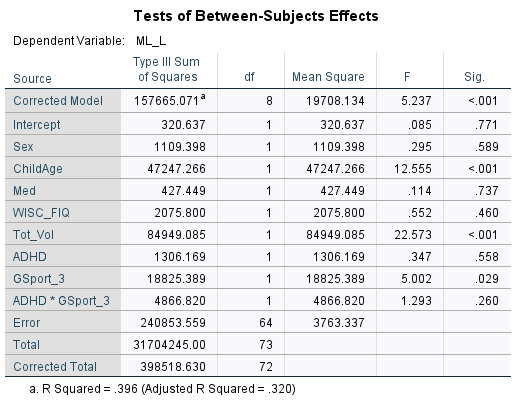 Tests of Between-Subjects Effects
Dependent Variable: ML_L
Source Type III Sum of Squares df Mean Square F Sig.
Corrected Model 157665.071a 8 19708.134 5.237 <.001
Intercept 320.637 1 320.637 .085 .771
Sex 1109.398 1 1109.398 .295 .589
ChildAge 47247.266 1 47247.266 12.555 <.001
Med 427.449 1 427.449 .114 .737
WISC_FIQ 2075.800 1 2075.800 .552 .460
Tot_Vol 84949.085 1 84949.085 22.573 <.001
ADHD 1306.169 1 1306.169 .347 .558
GSport_3 18825.389 1 18825.389 5.002 .029
ADHD * GSport_3 4866.820 1 4866.820 1.293 .260
Error 240853.559 64 3763.337
Total 31704245.00 73
Corrected Total 398518.630 72
a. R Squared = .396 (Adjusted R Squared = .320)